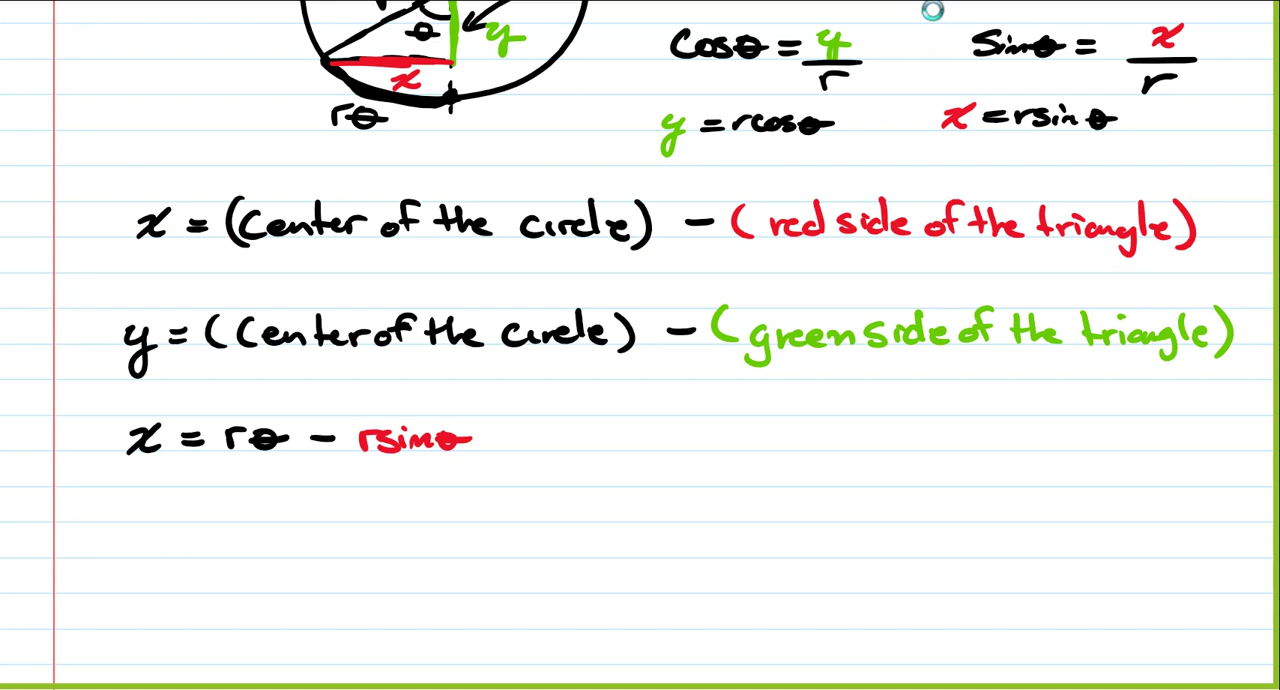 θ
y
x
rθ
cosθ = y/r
sinθ = x/r
y = rcosθ
x = rsinθ
x = (Center of the circle) - (red side of the triangle)
y = (Center of the circle) - (green side of the triangle)
x = rθ - rsinθ